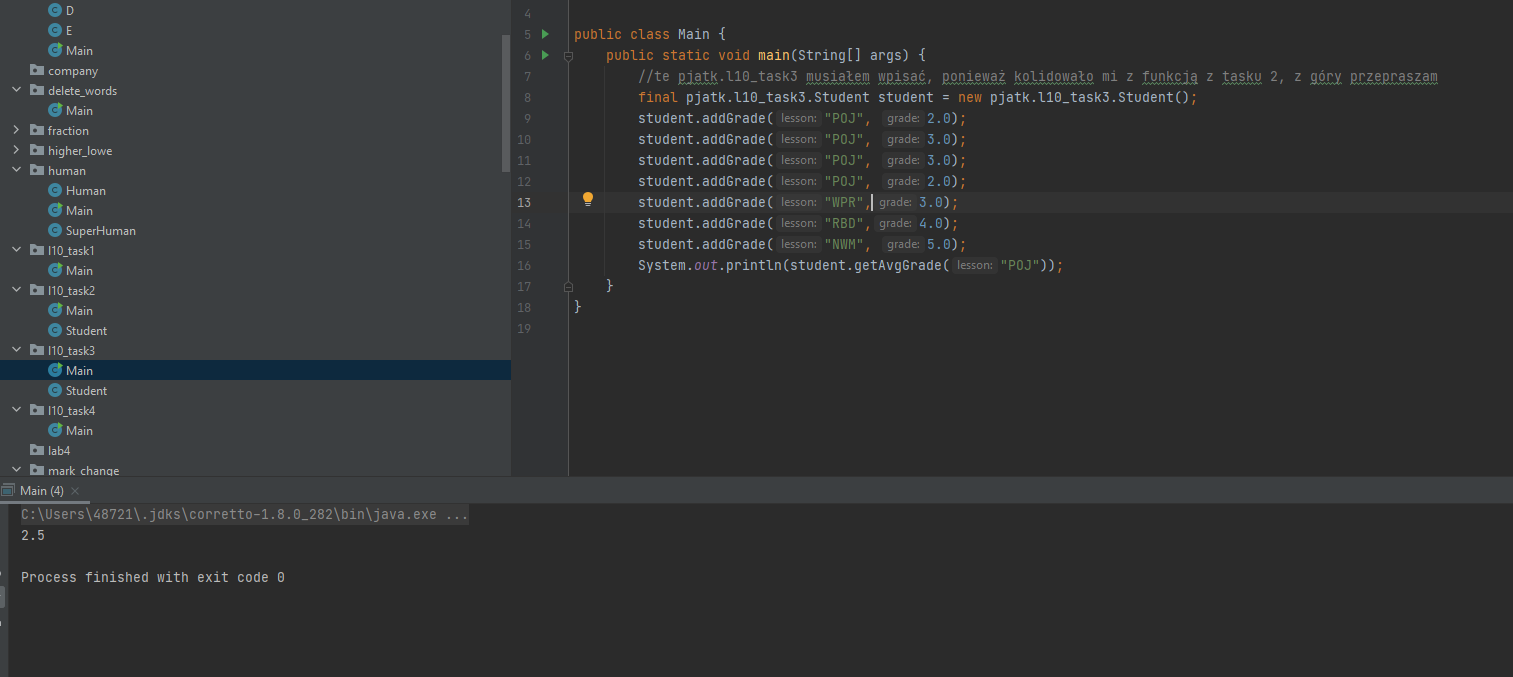 D
E
Main
company
delete_words
Main
fraction
higher_lowe
human
Human
Main
SuperHuman
l10_task1
Main
l10_task2
Main
Student
l10_task3
Main
Student
l10_task4
Main
lab4
mark_change
4
5 public class Main {
6 public static void main(String[] args) {
7 //te pjatk.l10_task3 musiałem wpisać, ponieważ kolidowało mi z funkcją z tasku 2, z góry przepraszam
8 final pjatk.l10_task3.Student student = new pjatk.l10_task3.Student();
9 student.addGrade( lesson: "POJ", grade: 2.0);
10 student.addGrade( lesson: "POJ", grade: 3.0);
11 student.addGrade( lesson: "POJ", grade: 3.0);
12 student.addGrade( lesson: "POJ", grade: 2.0);
13 student.addGrade( lesson: "WPR", grade: 3.0);
14 student.addGrade( lesson: "RBD", grade: 4.0);
15 student.addGrade( lesson: "NWM", grade: 5.0);
16 System.out.println(student.getAvgGrade( lesson: "POJ"));
17 }
18 }
19
Main (4) ×
C:\Users\48721\.jdks\corretto-1.8.0_282\bin\java.exe ...
2.5
Process finished with exit code 0